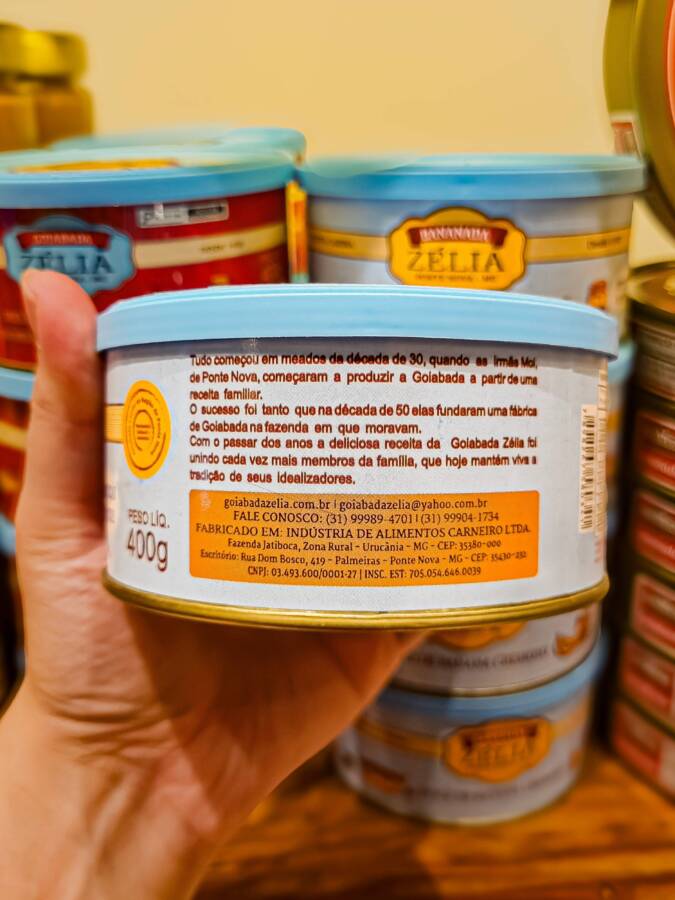 GOIABADA
ZÉLIA
BANANADA
ZÉLIA
PONTE NOVA - MG
Tudo começou em meados da década de 30, quando as irmãs Mol,
de Ponte Nova, começaram a produzir a Goiabada a partir de uma
receita familiar.
O sucesso foi tanto que na década de 50 elas fundaram uma fábrica
de Goiabada na fazenda em que moravam.
Com o passar dos anos a deliciosa receita da Goiabada Zélia foi
unindo cada vez mais membros da família, que hoje mantém viva a
tradição de seus idealizadores.
PESO LÍQ.
400g
goiabadazelia.com.br | goiabadazelia@yahoo.com.br
FALE CONOSCO: (31) 99989-4701 | (31) 99904-1734
FABRICADO EM: INDÚSTRIA DE ALIMENTOS CARNEIRO LTDA.
Fazenda Jatiboca, Zona Rural - Urucânia - MG - CEP: 35380-000
Escritório: Rua Dom Bosco, 419 - Palmeiras - Ponte Nova - MG - CEP: 35430-232
CNPJ: 03.493.600/0001-27 | INSC. EST: 705.054.646.0039
ZÉLIA